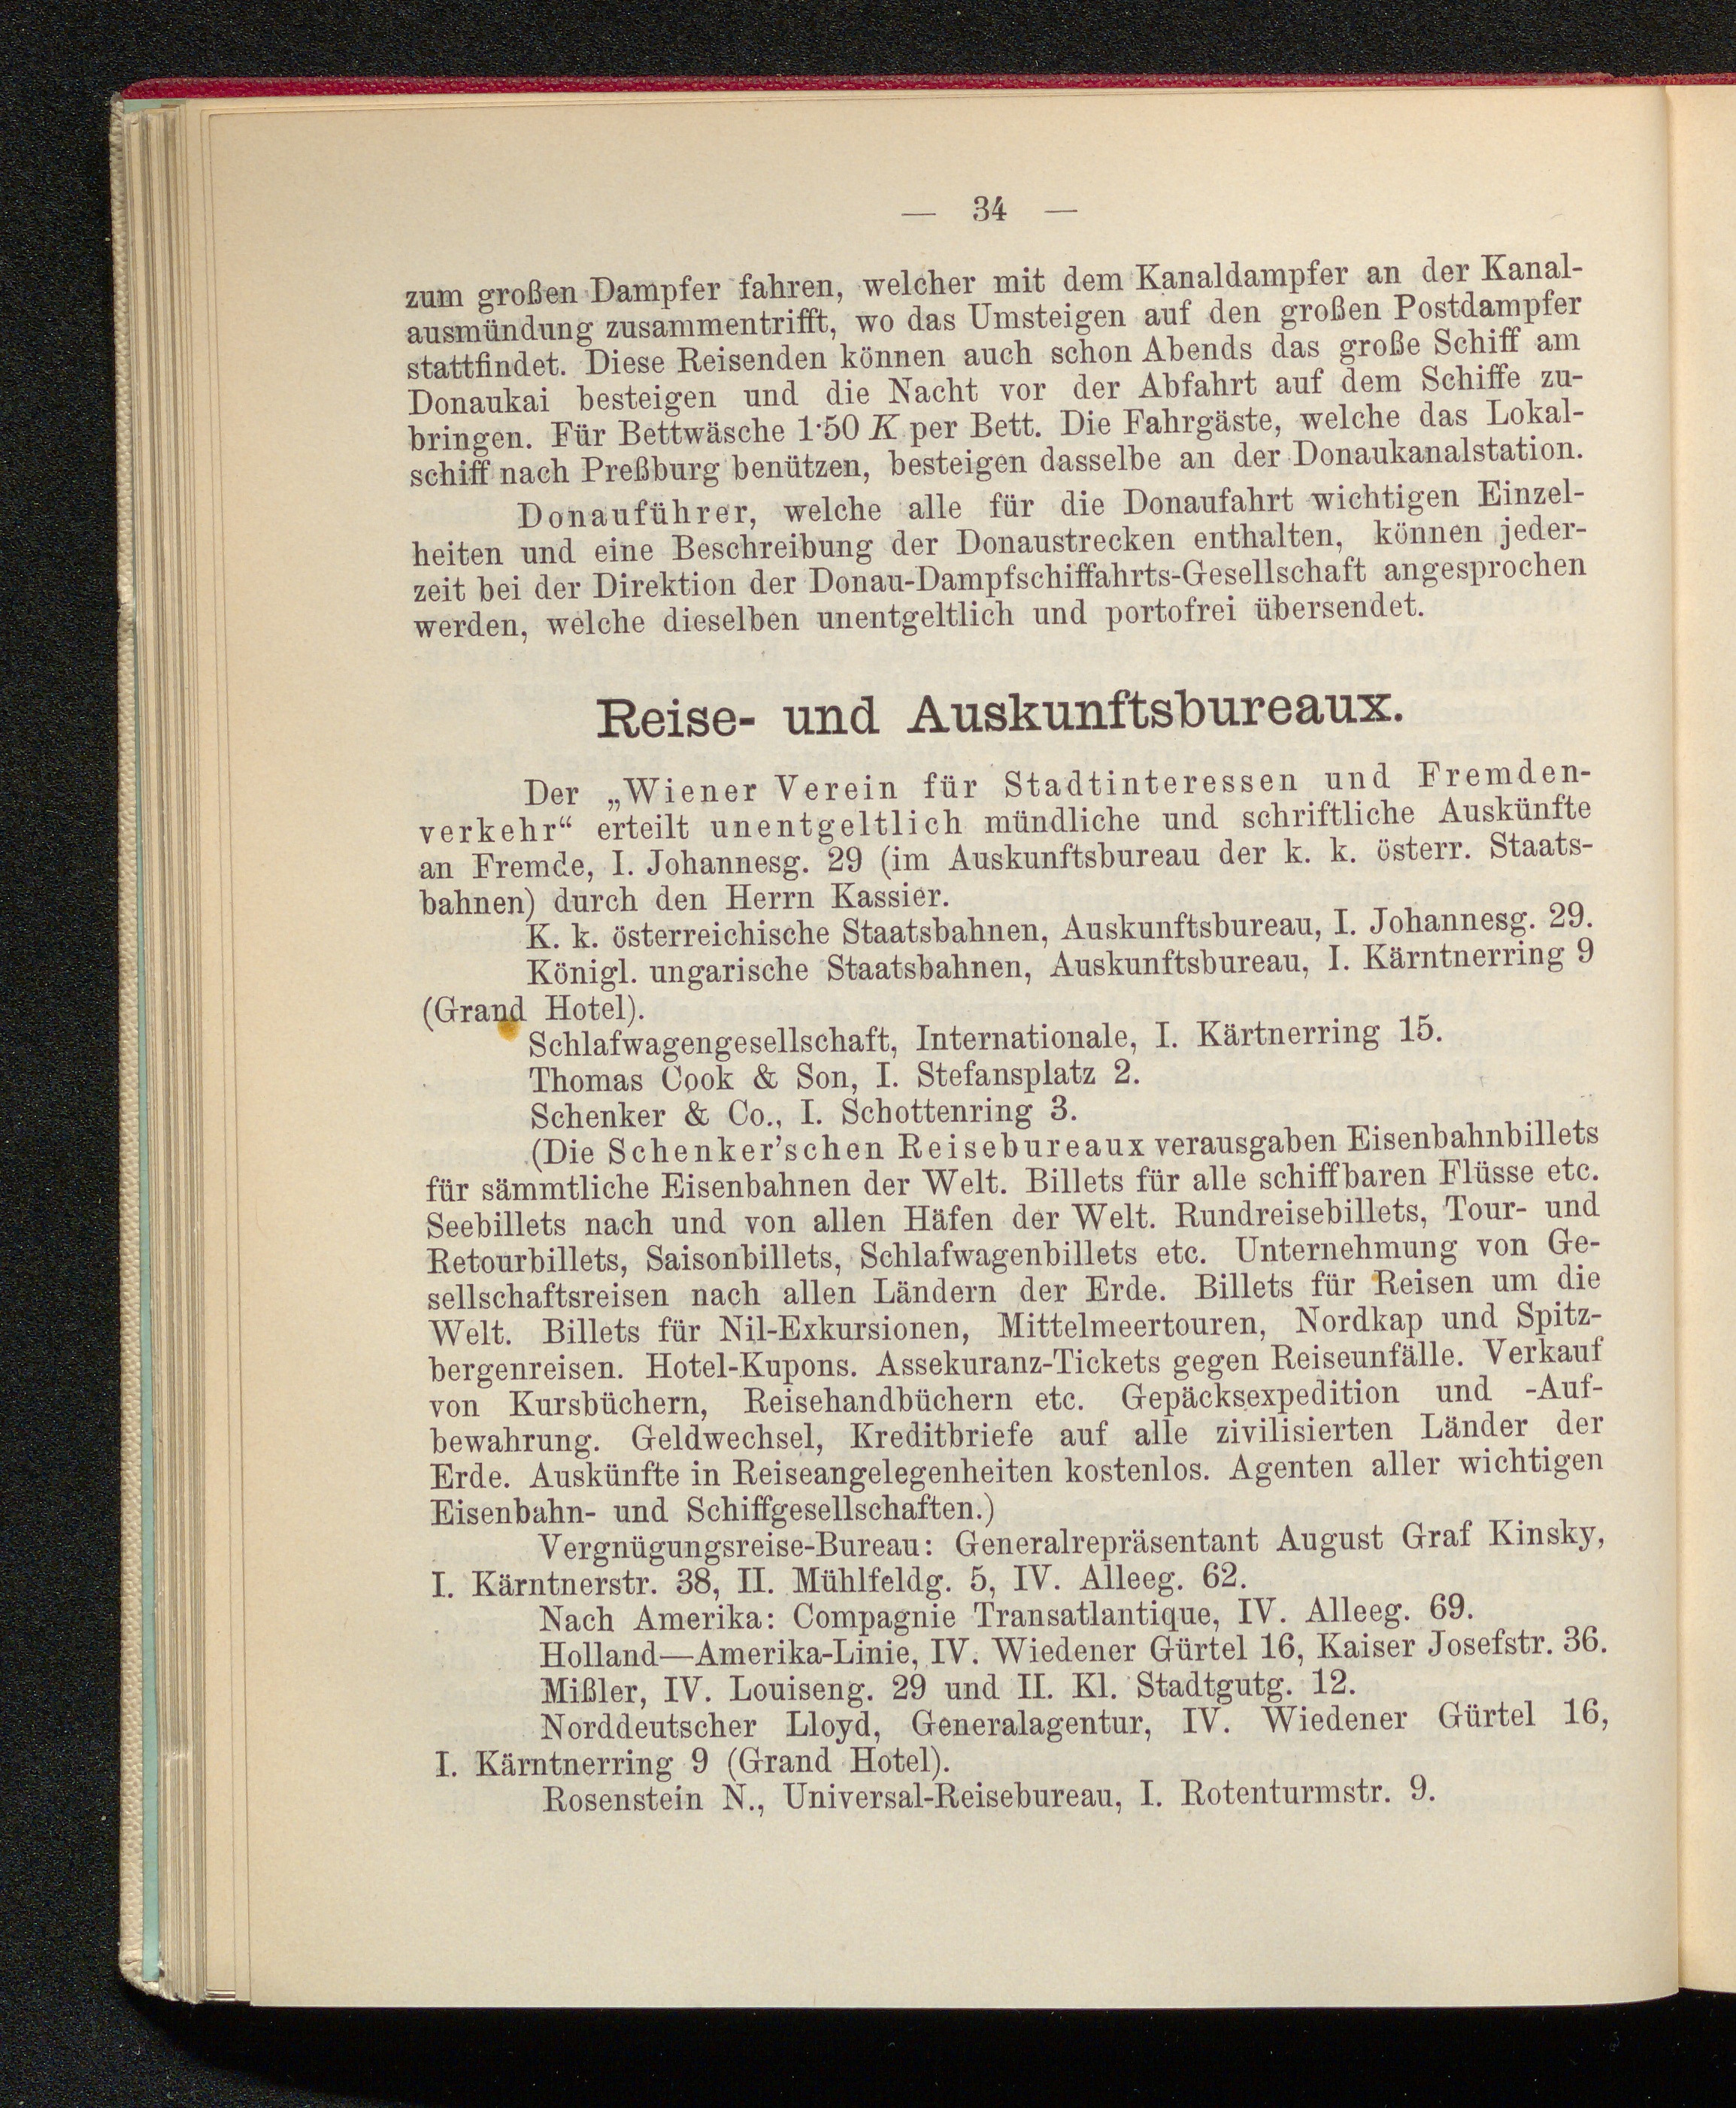 — 34 —
zum großen Dampfer fahren, welcher mit dem Kanaldampfer an der Kanal-
ausmündung zusammentrifft, wo das Umsteigen auf den großen Postdampfer
stattfindet. Diese Reisenden können auch schon Abends das große Schiff am
Donaukai besteigen und die Nacht vor der Abfahrt auf dem Schiffe zu-
bringen. Für Bettwäsche 1·50 K per Bett. Die Fahrgäste, welche das Lokal-
schiff nach Preßburg benützen, besteigen dasselbe an der Donaukanalstation.
Donauführer, welche alle für die Donaufahrt wichtigen Einzel-
heiten und eine Beschreibung der Donaustrecken enthalten, können jeder-
zeit bei der Direktion der Donau-Dampfschiffahrts-Gesellschaft angesprochen
werden, welche dieselben unentgeltlich und portofrei übersendet.
Reise- und Auskunftsbureaux.
Der „Wiener Verein für Stadtinteressen und Fremden-
verkehr“ erteilt unentgeltlich mündliche und schriftliche Auskünfte
an Fremde, I. Johannesg. 29 (im Auskunftsbureau der k. k. österr. Staats-
bahnen) durch den Herrn Kassier.
K. k. österreichische Staatsbahnen, Auskunftsbureau, I. Johannesg. 29.
Königl. ungarische Staatsbahnen, Auskunftsbureau, I. Kärntnerring 9
(Grand Hotel).
Schlafwagengesellschaft, Internationale, I. Kärtnerring 15.
Thomas Cook & Son, I. Stefansplatz 2.
Schenker & Co., I. Schottenring 3.
(Die Schenker’schen Reisebureaux verausgaben Eisenbahnbillets
für sämmtliche Eisenbahnen der Welt. Billets für alle schiffbaren Flüsse etc.
Seebillets nach und von allen Häfen der Welt. Rundreisebillets, Tour- und
Retourbillets, Saisonbillets, Schlafwagenbillets etc. Unternehmung von Ge-
sellschaftsreisen nach allen Ländern der Erde. Billets für Reisen um die
Welt. Billets für Nil-Exkursionen, Mittelmeertouren, Nordkap und Spitz-
bergenreisen. Hotel-Kupons. Assekuranz-Tickets gegen Reiseunfälle. Verkauf
von Kursbüchern, Reisehandbüchern etc. Gepäcksexpedition und -Auf-
bewahrung. Geldwechsel, Kreditbriefe auf alle zivilisierten Länder der
Erde. Auskünfte in Reiseangelegenheiten kostenlos. Agenten aller wichtigen
Eisenbahn- und Schiffgesellschaften.)
Vergnügungsreise-Bureau: Generalrepräsentant August Graf Kinsky,
I. Kärntnerstr. 38, II. Mühlfeldg. 5, IV. Alleeg. 62.
Nach Amerika: Compagnie Transatlantique, IV. Alleeg. 69.
Holland—Amerika-Linie, IV. Wiedener Gürtel 16, Kaiser Josefstr. 36.
Mißler, IV. Louiseng. 29 und II. Kl. Stadtgutg. 12.
Norddeutscher Lloyd, Generalagentur, IV. Wiedener Gürtel 16,
I. Kärntnerring 9 (Grand Hotel).
Rosenstein N., Universal-Reisebureau, I. Rotenturmstr. 9.